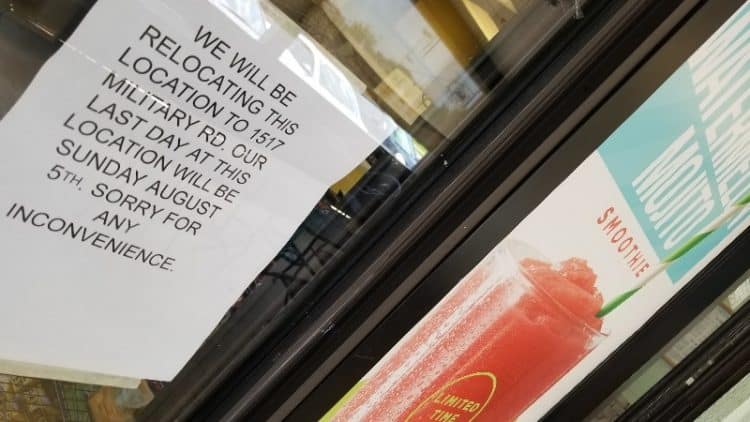 WE WILL BE
RELOCATING THIS
LOCATION TO 1517
MILITARY RD. OUR
LAST DAY AT THIS
LOCATION WILL BE
SUNDAY AUGUST
5TH. SORRY FOR
ANY
INCONVENIENCE.
MOJITO
SMOOTHIE
LIMITED
TIME